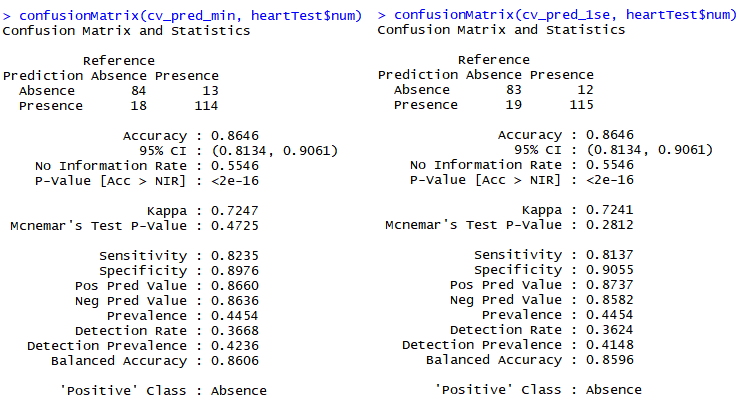 > confusionMatrix(cv_pred_min, heartTest$num)
Confusion Matrix and Statistics
Reference
Prediction Absence Presence
Absence 84 13
Presence 18 114
Accuracy : 0.8646
95% CI : (0.8134, 0.9061)
No Information Rate : 0.5546
P-Value [Acc > NIR] : <2e-16
Kappa : 0.7247
Mcnemar's Test P-Value : 0.4725
Sensitivity : 0.8235
Specificity : 0.8976
Pos Pred Value : 0.8660
Neg Pred Value : 0.8636
Prevalence : 0.4454
Detection Rate : 0.3668
Detection Prevalence : 0.4236
Balanced Accuracy : 0.8606
'Positive' Class : Absence
> confusionMatrix(cv_pred_1se, heartTest$num)
Confusion Matrix and Statistics
Reference
Prediction Absence Presence
Absence 83 12
Presence 19 115
Accuracy : 0.8646
95% CI : (0.8134, 0.9061)
No Information Rate : 0.5546
P-Value [Acc > NIR] : <2e-16
Kappa : 0.7241
Mcnemar's Test P-Value : 0.2812
Sensitivity : 0.8137
Specificity : 0.9055
Pos Pred Value : 0.8737
Neg Pred Value : 0.8582
Prevalence : 0.4454
Detection Rate : 0.3624
Detection Prevalence : 0.4148
Balanced Accuracy : 0.8596
'Positive' Class : Absence